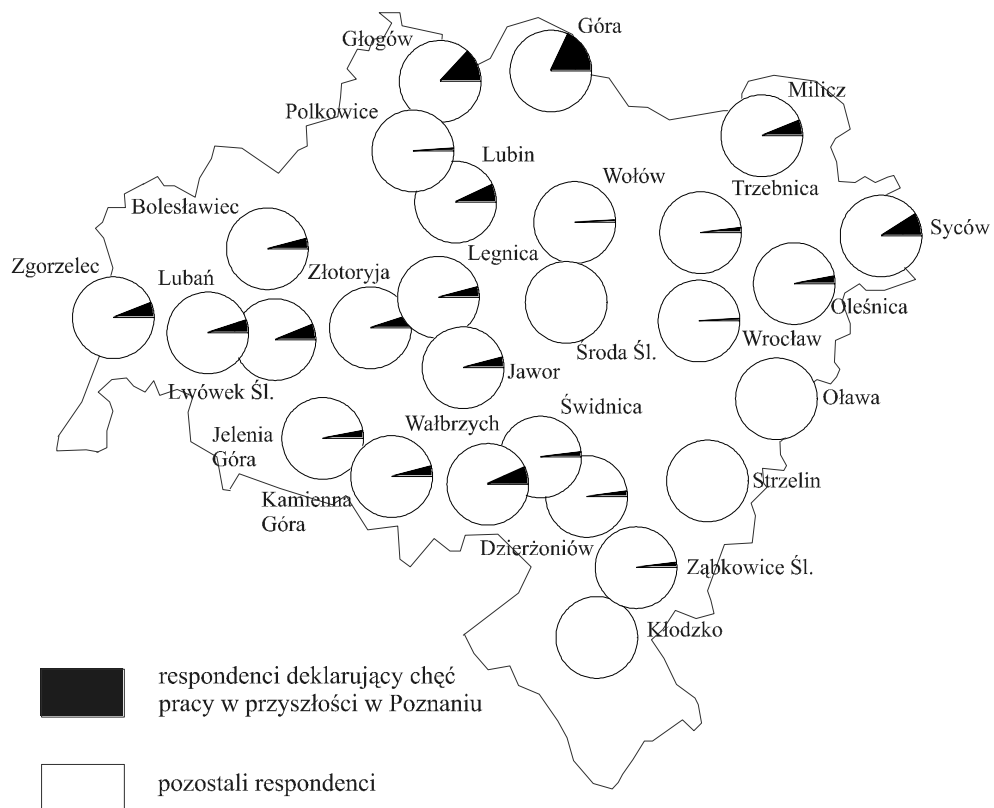 Góra
Głogów
Milicz
Polkowice
Lubin
Wołów
Trzebnica
Bolesławiec
Syców
Legnica
Zgorzelec
Lubań
Złotoryja
Oleśnica
Wrocław
Środa Śl.
Jawor
Lwówek Śl.
Oława
Świdnica
Wałbrzych
Jelenia
Góra
Strzelin
Kamienna
Góra
Dzierżoniów
Ząbkowice Śl.
Kłodzko
respondenci deklarujący chęć
pracy w przyszłości w Poznaniu
pozostali respondenci